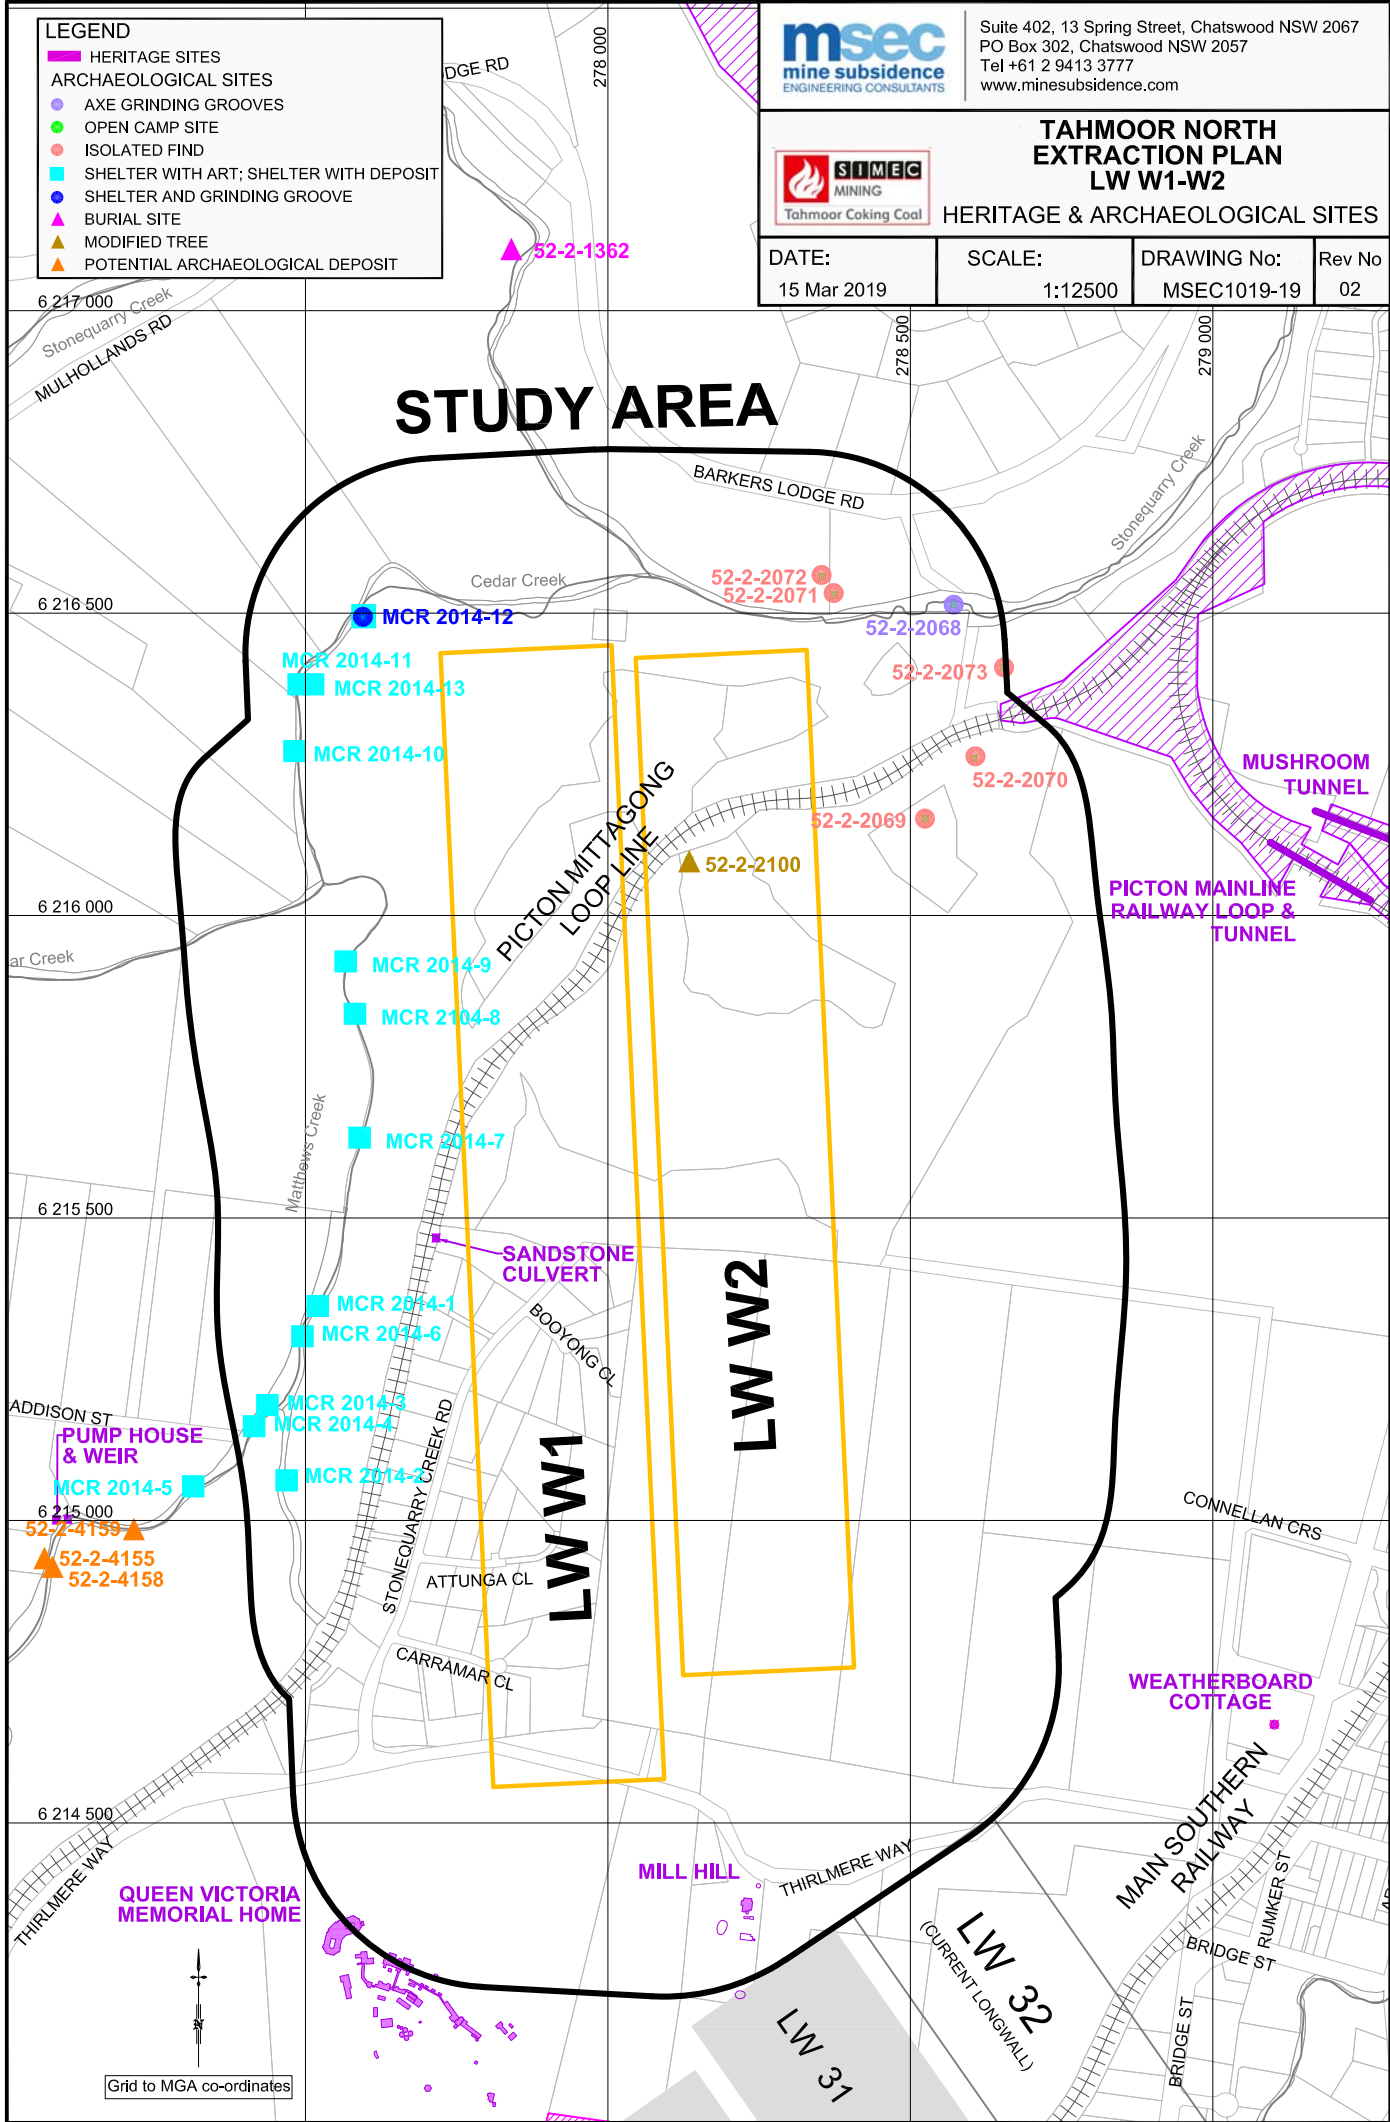 LEGEND
HERITAGE SITES
ARCHAEOLOGICAL SITES
AXE GRINDING GROOVES
OPEN CAMP SITE
ISOLATED FIND
SHELTER WITH ART; SHELTER WITH DEPOSIT
SHELTER AND GRINDING GROOVE
BURIAL SITE
MODIFIED TREE
POTENTIAL ARCHAEOLOGICAL DEPOSIT
DGE RD
278 000
msec
mine subsidence
ENGINEERING CONSULTANTS
Suite 402, 13 Spring Street, Chatswood NSW 2067
PO Box 302, Chatswood NSW 2057
Tel +61 2 9413 3777
www.minesubsidence.com
SIMEC
MINING
Tahmoor Coking Coal
TAHMOOR NORTH
EXTRACTION PLAN
LW W1-W2
HERITAGE & ARCHAEOLOGICAL SITES
DATE:
15 Mar 2019
SCALE:
1:12500
DRAWING No:
MSEC1019-19
Rev No
02
52-2-1362
6 217 000
Stonequarry Creek
MULHOLLANDS RD
278 500
279 000
STUDY AREA
BARKERS LODGE RD
Stonequarry Creek
Cedar Creek
52-2-2072
52-2-2071
6 216 500
MCR 2014-12
52-2-2068
MCR 2014-11
MCR 2014-13
52-2-2073
MCR 2014-10
52-2-2070
MUSHROOM
TUNNEL
PICTON MITTAGONG
LOOP LINE
52-2-2069
52-2-2100
PICTON MAINLINE
RAILWAY LOOP &
TUNNEL
6 216 000
ar Creek
MCR 2014-9
MCR 2104-8
Matthews Creek
MCR 2014-7
6 215 500
SANDSTONE
CULVERT
MCR 2014-1
MCR 2014-6
BOOYONG CL
LW W2
MCR 2014-3
MCR 2014-4
ADDISON ST
PUMP HOUSE
& WEIR
STONEQUARRY CREEK RD
LW W1
MCR 2014-2
MCR 2014-5
6 215 000
52-2-4159
52-2-4155
52-2-4158
CONNELLAN CRS
ATTUNGA CL
CARRAMAR CL
WEATHERBOARD
COTTAGE
6 214 500
MAIN SOUTHERN
RAILWAY
THIRLMERE WAY
MILL HILL
THIRLMERE WAY
QUEEN VICTORIA
MEMORIAL HOME
RUMKER ST
LW 32
(CURRENT LONGWALL)
BRIDGE ST
BRIDGE ST
LW 31
N
Grid to MGA co-ordinates